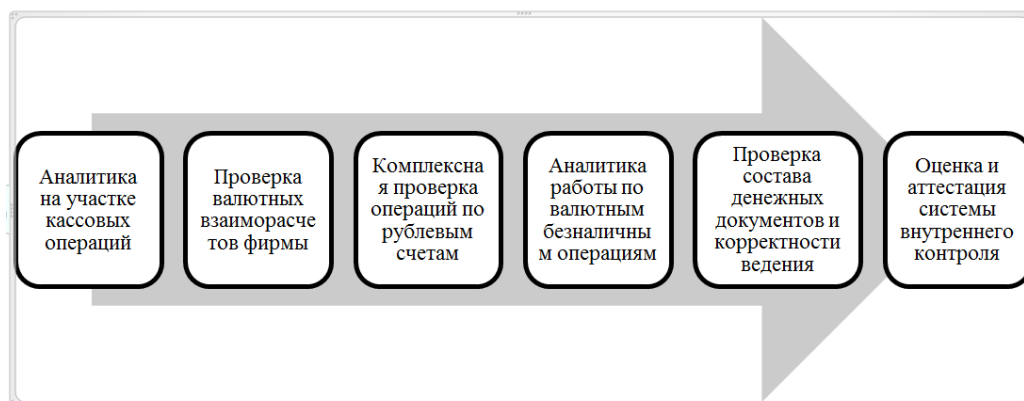 Аналитика
на участке
кассовых
операций
Проверка
валютных
взаиморасче
тов фирмы
Комплексна
я проверка
операций по
рублевым
счетам
Аналитика
работы по
валютным
безналичны
м операциям
Проверка
состава
денежных
документов и
корректности
ведения
Оценка и
аттестация
системы
внутреннего
контроля